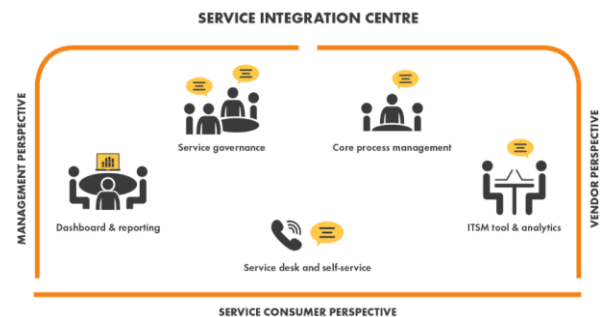 SERVICE INTEGRATION CENTRE
MANAGEMENT PERSPECTIVE
VENDOR PERSPECTIVE
Service governance
Core process management
Dashboard & reporting
ITSM tool & analytics
Service desk and self-service
SERVICE CONSUMER PERSPECTIVE